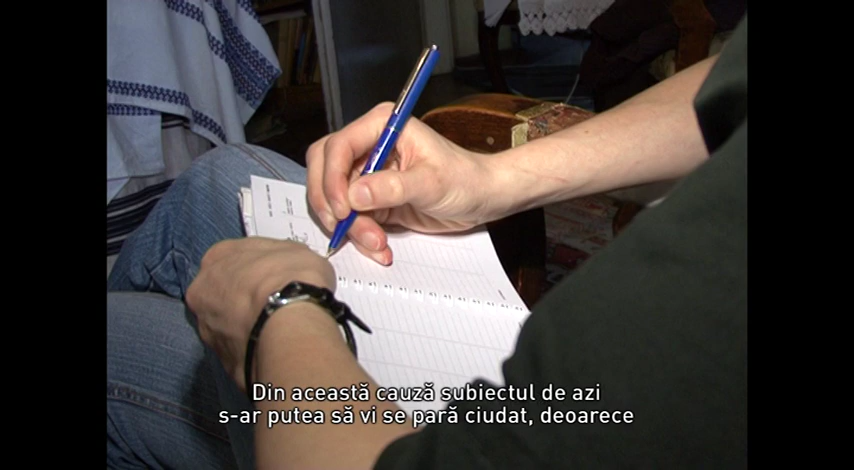 Din această cauză subiectul de azi
s-ar putea să vi se pară ciudat, deoarece